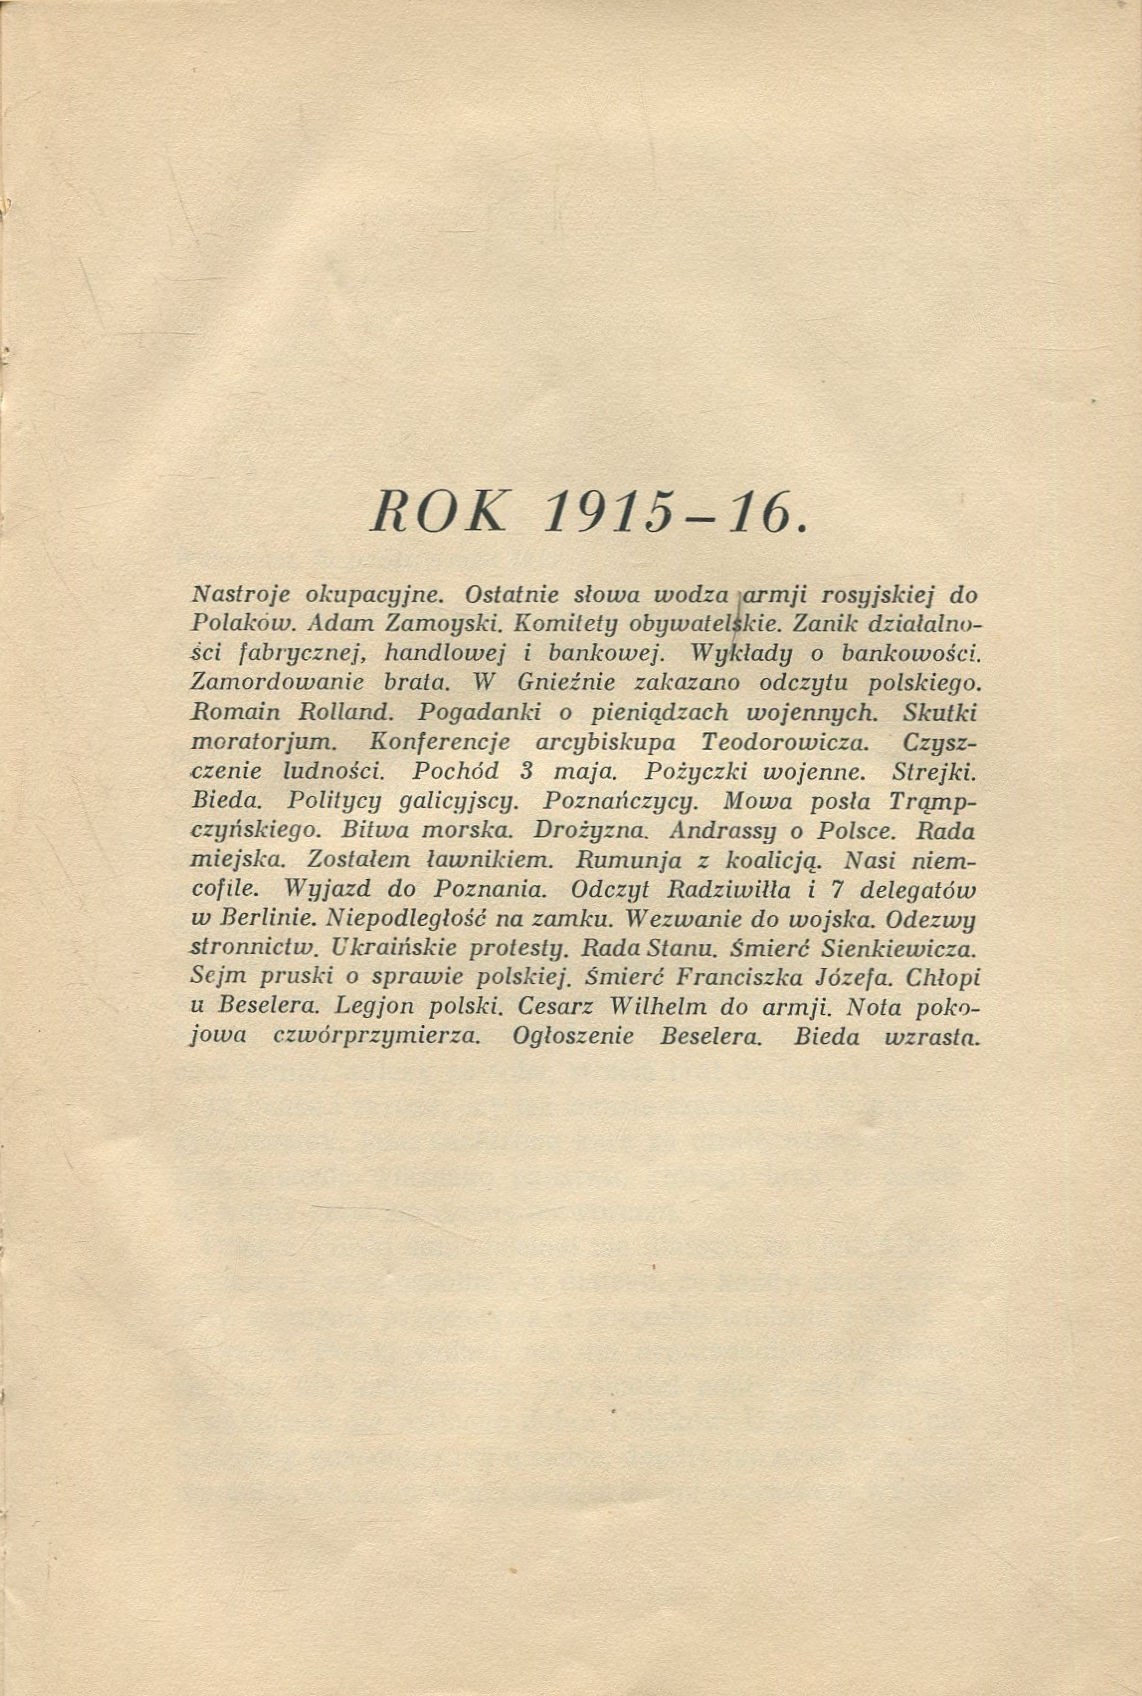 ROK 1915–16.
Nastroje okupacyjne. Ostatnie słowa wodza armji rosyjskiej do
Polaków. Adam Zamoyski. Komitety obywatelskie. Zanik działalno-
ści fabrycznej, handlowej i bankowej. Wykłady o bankowości.
Zamordowanie brata. W Gnieźnie zakazano odczytu polskiego.
Romain Rolland. Pogadanki o pieniądzach wojennych. Skutki
moratorjum. Konferencje arcybiskupa Teodorowicza. Czysz-
czenie ludności. Pochód 3 maja. Pożyczki wojenne. Strejki.
Bieda. Politycy galicyjscy. Poznańczycy. Mowa posła Trąmp-
czyńskiego. Bitwa morska. Drożyzna. Andrassy o Polsce. Rada
miejska. Zostałem ławnikiem. Rumunja z koalicją. Nasi niem-
cofile. Wyjazd do Poznania. Odczyt Radziwiłła i 7 delegatów
w Berlinie. Niepodległość na zamku. Wezwanie do wojska. Odezwy
stronnictw. Ukraińskie protesty. Rada Stanu. Śmierć Sienkiewicza.
Sejm pruski o sprawie polskiej. Śmierć Franciszka Józefa. Chłopi
u Beselera. Legjon polski. Cesarz Wilhelm do armji. Nota poko-
jowa czwórprzymierza. Ogłoszenie Beselera. Bieda wzrasta.